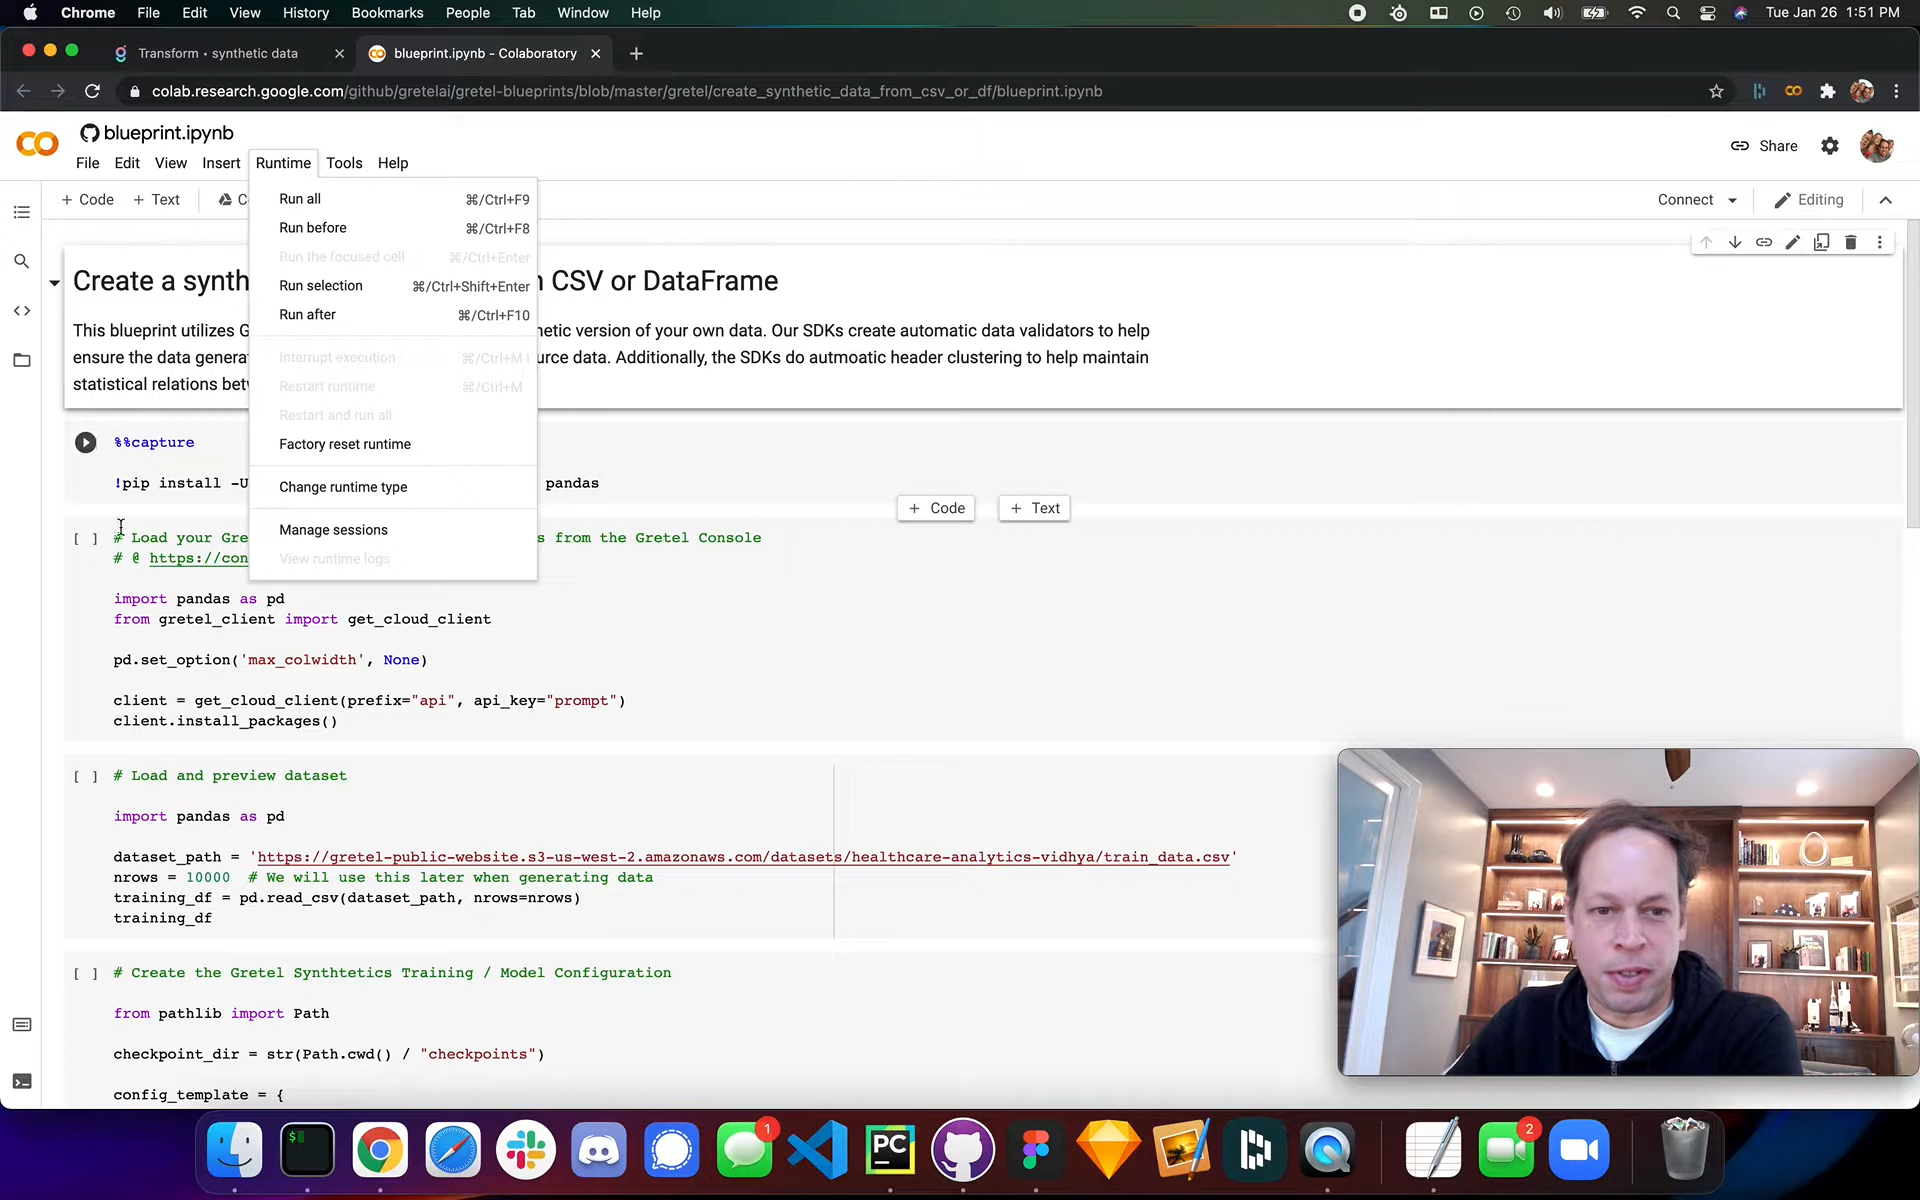 Chrome File Edit View History Bookmarks People Tab Window Help Tue Jan 26 1:51 PM
Transform • synthetic data
blueprint.ipynb - Colaboratory
colab.research.google.com/github/gretelai/gretel-blueprints/blob/master/gretel/create_synthetic_data_from_csv_or_df/blueprint.ipynb
blueprint.ipynb
Share
File Edit View Insert Runtime Tools Help
+ Code + Text C
Connect Editing
Run all ⌘/Ctrl+F9
Run before ⌘/Ctrl+F8
Run the focused cell ⌘/Ctrl+Enter
Run selection ⌘/Ctrl+Shift+Enter
Run after ⌘/Ctrl+F10
Interrupt execution ⌘/Ctrl+M I
Restart runtime ⌘/Ctrl+M
Restart and run all
Factory reset runtime
Change runtime type
Manage sessions
View runtime logs
Create a synth CSV or DataFrame
This blueprint utilizes G hetic version of your own data. Our SDKs create automatic data validators to help
ensure the data genera urce data. Additionally, the SDKs do autmoatic header clustering to help maintain
statistical relations bet
%%capture
!pip install -U pandas
+ Code + Text
[ ] # Load your Gre s from the Gretel Console
# @ https://con
import pandas as pd
from gretel_client import get_cloud_client
pd.set_option('max_colwidth', None)
client = get_cloud_client(prefix="api", api_key="prompt")
client.install_packages()
[ ] # Load and preview dataset
import pandas as pd
dataset_path = 'https://gretel-public-website.s3-us-west-2.amazonaws.com/datasets/healthcare-analytics-vidhya/train_data.csv'
nrows = 10000 # We will use this later when generating data
training_df = pd.read_csv(dataset_path, nrows=nrows)
training_df
[ ] # Create the Gretel Synthtetics Training / Model Configuration
from pathlib import Path
checkpoint_dir = str(Path.cwd() / "checkpoints")
config_template = {
1
PC
2